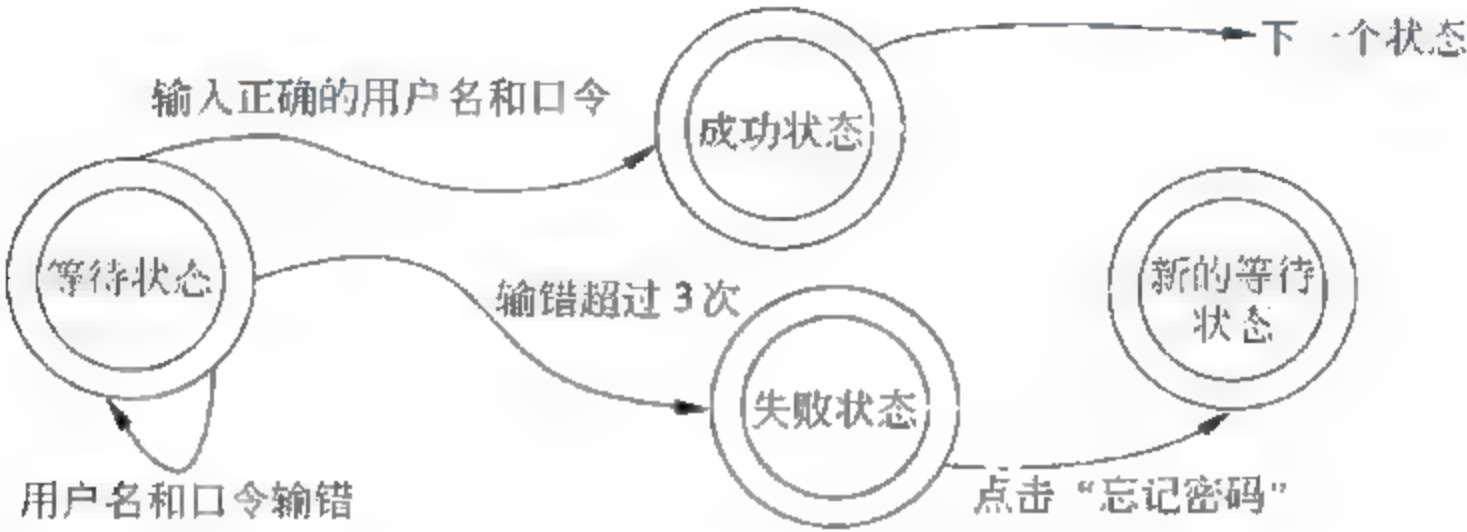 下一个状态
输入正确的用户名和口令
成功状态
等待状态
输错超过3次
新的等待
状态
失败状态
用户名和口令输错
点击“忘记密码”